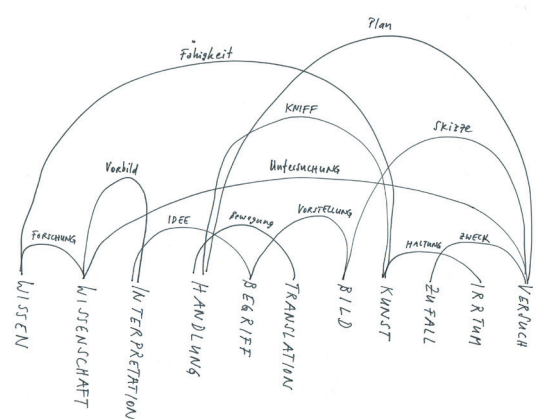 Plan
Fähigkeit
KNIFF
Skizze
Vorbild
Untersuchung
VORSTELLUNG
IDEE
Bewegung
FORSCHUNG
HALTUNG
ZWECK
WISSEN
WISSENSCHAFT
INTERPRETATION
HANDLUNG
BEGRIFF
TRANSLATION
BILD
KUNST
ZUFALL
IRRTUM
VERSUCH